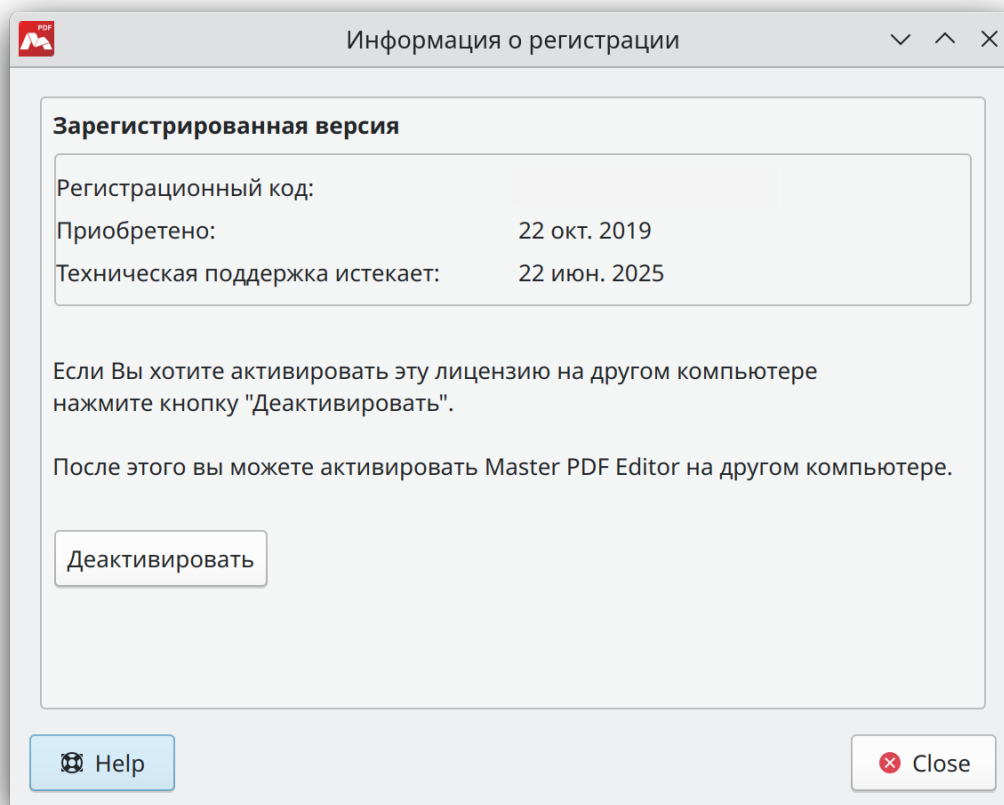 PDF
Информация о регистрации
Зарегистрированная версия
Регистрационный код:
Приобретено: 22 окт. 2019
Техническая поддержка истекает: 22 июн. 2025
Если Вы хотите активировать эту лицензию на другом компьютере
нажмите кнопку "Деактивировать".
После этого вы можете активировать Master PDF Editor на другом компьютере.
Деактивировать
Help
Close